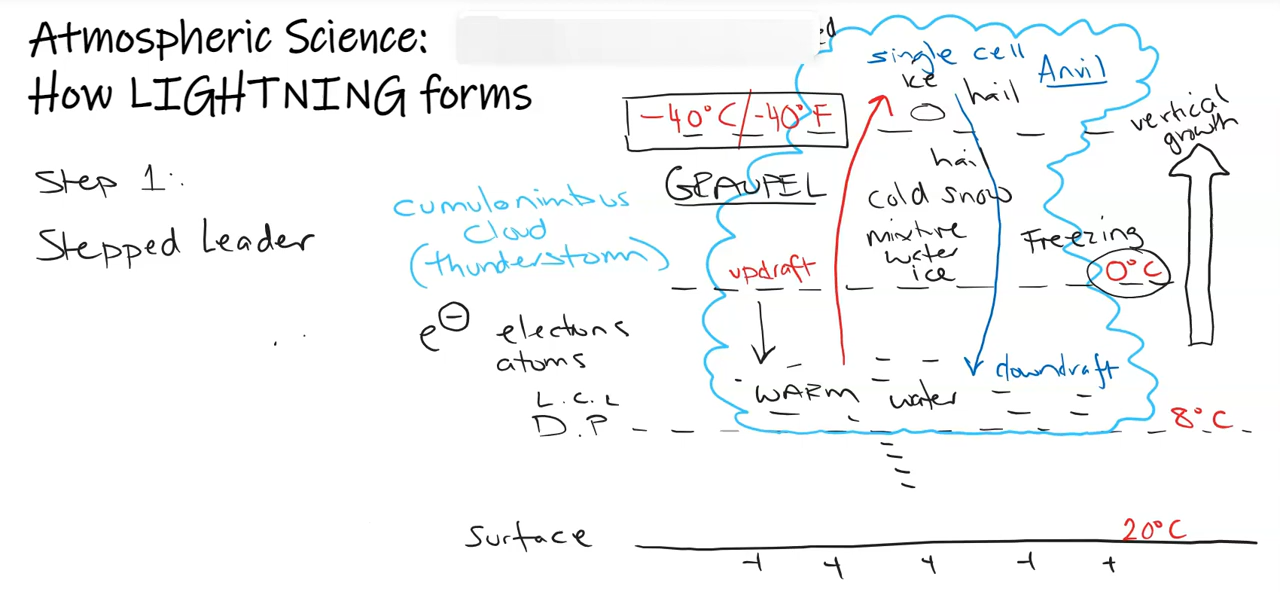 Atmospheric Science:
How LIGHTNING forms
Step 1:
Stepped Leader
cumulonimbus
cloud
(thunderstorm)
e⊖ electrons
atoms
L.C.L
D.P
Surface
-40°C/-40°F
GRAUPEL
single cell
Anvil
ice
hail
vertical
growth
hail
cold snow
mixture
water
ice
Freezing
0°C
updraft
downdraft
WARM
water
8°C
20°C
+ + + + +